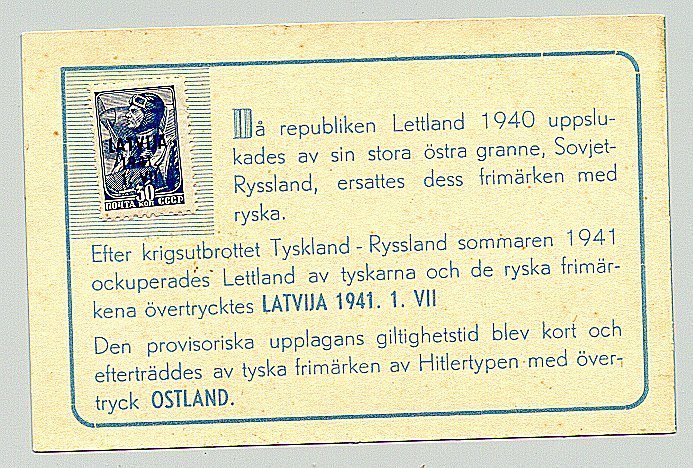 LATVIJA
1941.
VII
30
ПОЧТА КОП СССР
Då republiken Lettland 1940 uppslu-
kades av sin stora östra granne, Sovjet-
Ryssland, ersattes dess frimärken med
ryska.
Efter krigsutbrottet Tyskland - Ryssland sommaren 1941
ockuperades Lettland av tyskarna och de ryska frimär-
kena övertrycktes LATVIJA 1941. 1. VII
Den provisoriska upplagans giltighetstid blev kort och
efterträddes av tyska frimärken av Hitlertypen med över-
tryck OSTLAND.